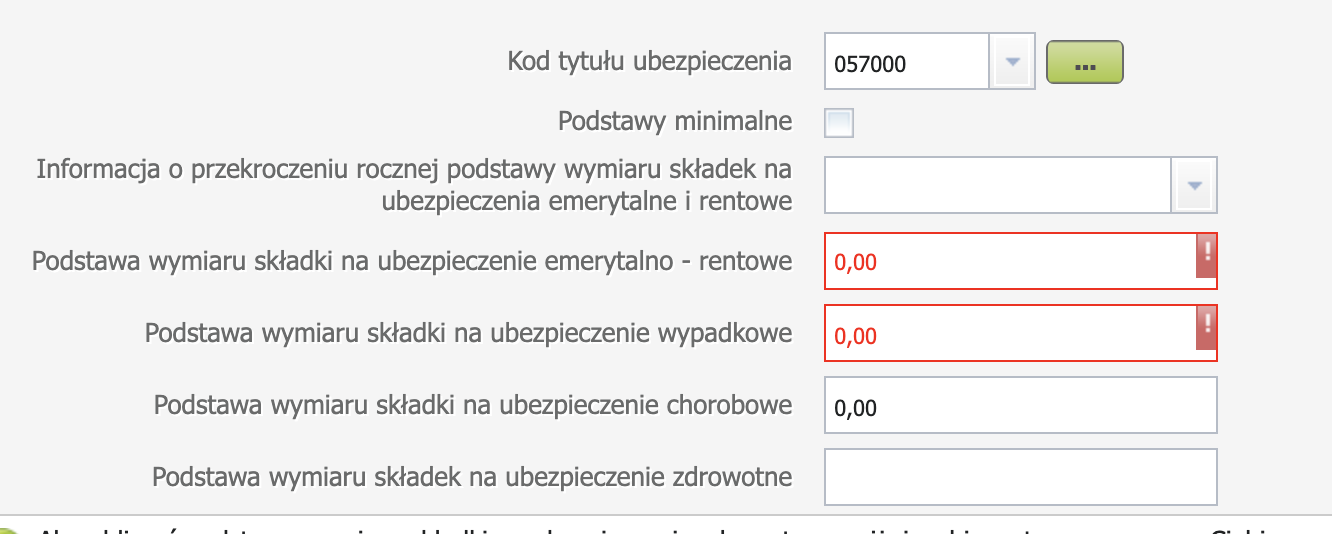 Kod tytułu ubezpieczenia 057000 ...
Podstawy minimalne
Informacja o przekroczeniu rocznej podstawy wymiaru składek na
ubezpieczenia emerytalne i rentowe
Podstawa wymiaru składki na ubezpieczenie emerytalno - rentowe 0,00 !
Podstawa wymiaru składki na ubezpieczenie wypadkowe 0,00 !
Podstawa wymiaru składki na ubezpieczenie chorobowe 0,00
Podstawa wymiaru składek na ubezpieczenie zdrowotne